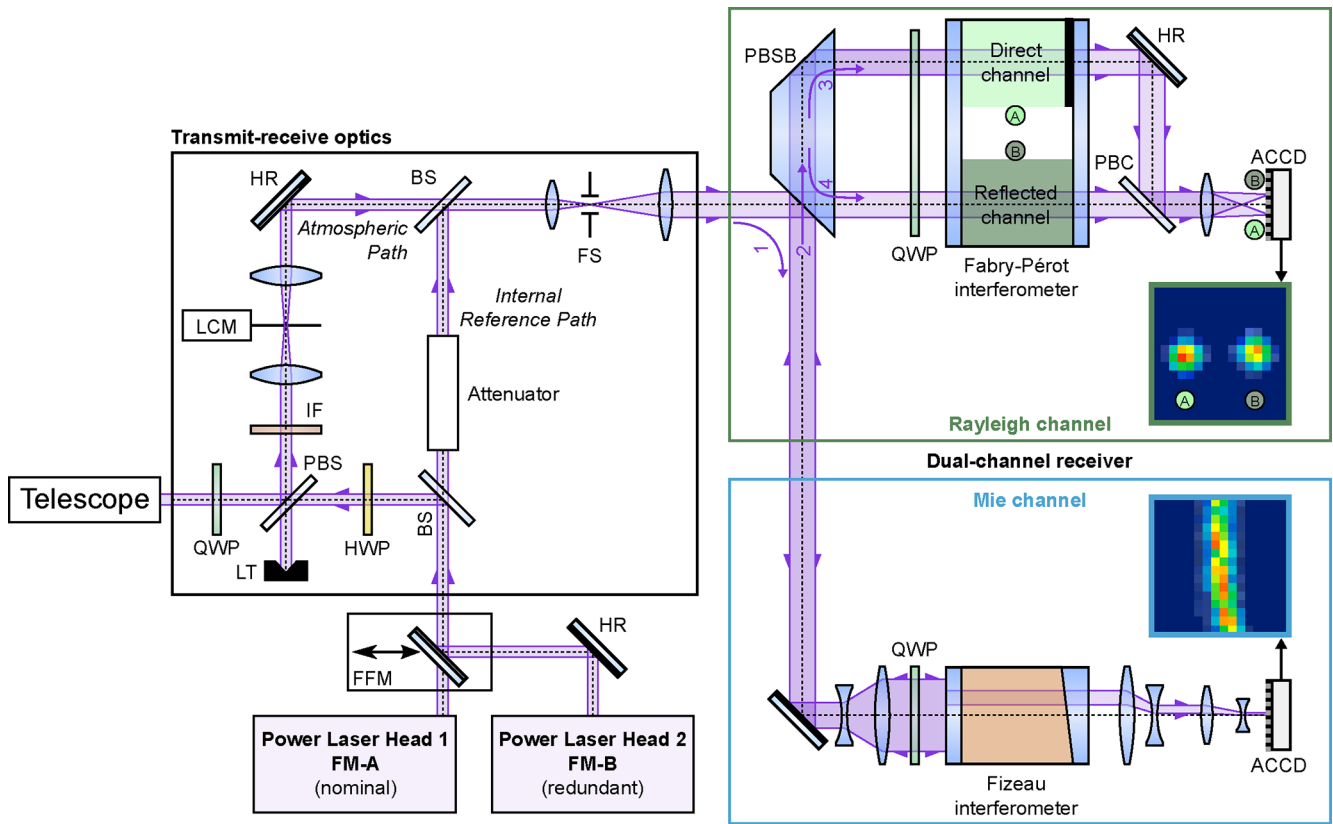 Transmit-receive optics
HR
BS
Atmospheric
Path
FS
Internal
Reference Path
LCM
Attenuator
IF
PBS
Telescope
QWP
HWP
BS
LT
FFM
HR
Power Laser Head 1
FM-A
(nominal)
Power Laser Head 2
FM-B
(redundant)
PBSB
3
4
1
2
QWP
Direct
channel
A
B
Reflected
channel
Fabry-Pérot
interferometer
HR
PBC
ACCD
B
A
A
B
Rayleigh channel
Dual-channel receiver
Mie channel
QWP
Fizeau
interferometer
ACCD